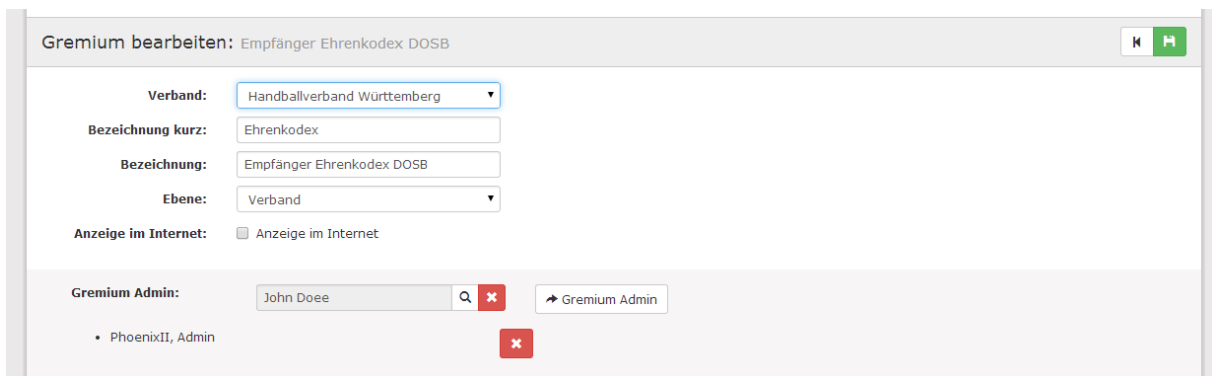 Gremium bearbeiten: Empfänger Ehrenkodex DOSB
Verband: Handballverband Württemberg
Bezeichnung kurz: Ehrenkodex
Bezeichnung: Empfänger Ehrenkodex DOSB
Ebene: Verband
Anzeige im Internet: Anzeige im Internet
Gremium Admin: John Doee Gremium Admin
• PhoenixII, Admin